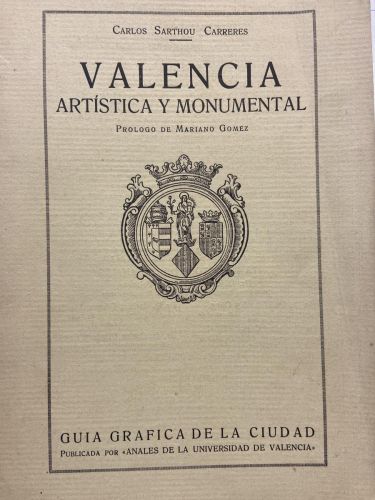 CARLOS SARTHOU CARRERES
VALENCIA
ARTÍSTICA Y MONUMENTAL
PROLOGO DE MARIANO GOMEZ
GUIA GRAFICA DE LA CIUDAD
PUBLICADA POR «ANALES DE LA UNIVERSIDAD DE VALENCIA»